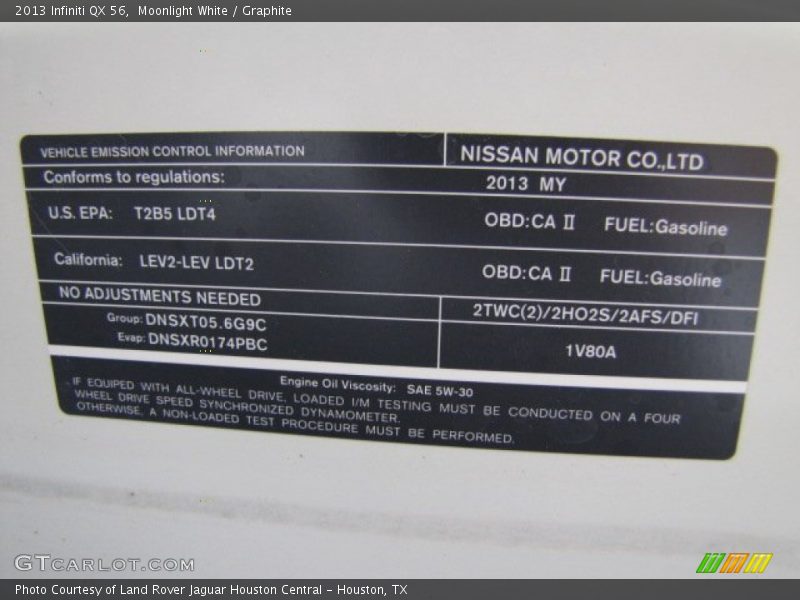 2013 Infiniti QX 56,  Moonlight White / Graphite
VEHICLE EMISSION CONTROL INFORMATION
NISSAN MOTOR CO.,LTD
Conforms to regulations:
2013 MY
U.S. EPA: T2B5 LDT4
OBD:CA II FUEL:Gasoline
California: LEV2-LEV LDT2
OBD:CA II FUEL:Gasoline
NO ADJUSTMENTS NEEDED
2TWC(2)/2HO2S/2AFS/DFI
Group: DNSXT05.6G9C
Evap: DNSXR0174PBC
1V80A
Engine Oil Viscosity: SAE 5W-30
IF EQUIPED WITH ALL-WHEEL DRIVE, LOADED I/M TESTING MUST BE CONDUCTED ON A FOUR
WHEEL DRIVE SPEED SYNCHRONIZED DYNAMOMETER.
OTHERWISE, A NON-LOADED TEST PROCEDURE MUST BE PERFORMED.
GTCARLOT.COM
Photo Courtesy of Land Rover Jaguar Houston Central – Houston, TX